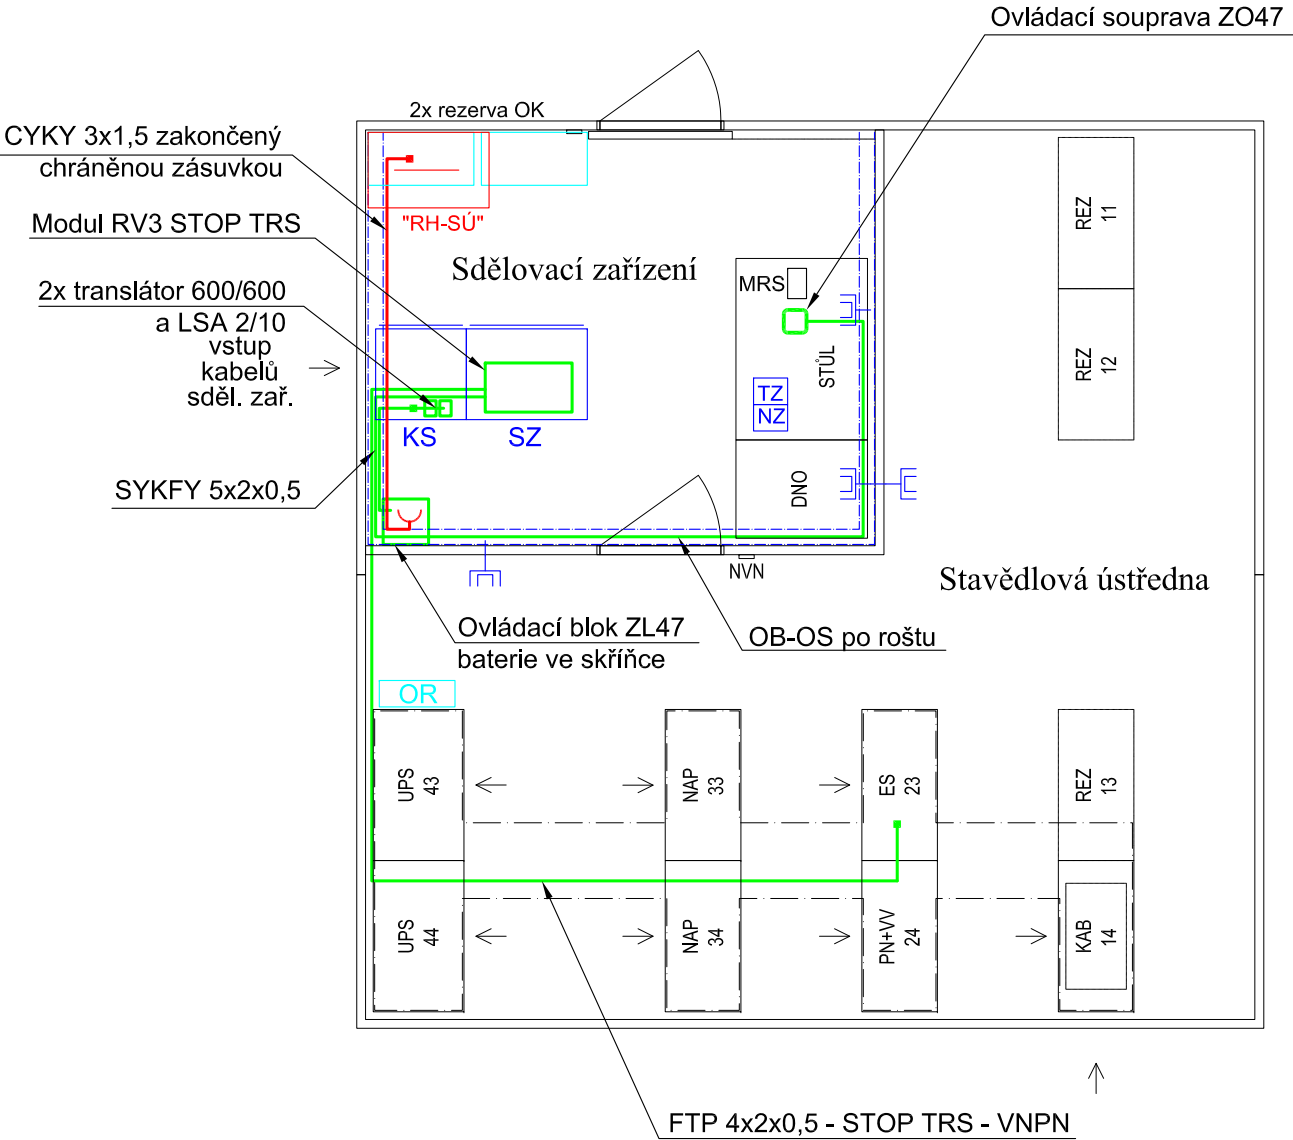 Ovládací souprava ZO47
2x rezerva OK
CYKY 3x1,5 zakončený
chráněnou zásuvkou
"RH-SÚ"
Modul RV3 STOP TRS
Sdělovací zařízení
REZ
11
MRS
2x translátor 600/600
a LSA 2/10
vstup
kabelů
sděl. zař.
STŮL
REZ
12
TZ
NZ
KS
SZ
SYKFY 5x2x0,5
DNO
NVN
Stavědlová ústředna
Ovládací blok ZL47
baterie ve skříňce
OB-OS po roštu
OR
UPS
43
NAP
33
ES
23
REZ
13
UPS
44
NAP
34
PN+VV
24
KAB
14
FTP 4x2x0,5 - STOP TRS - VNPN